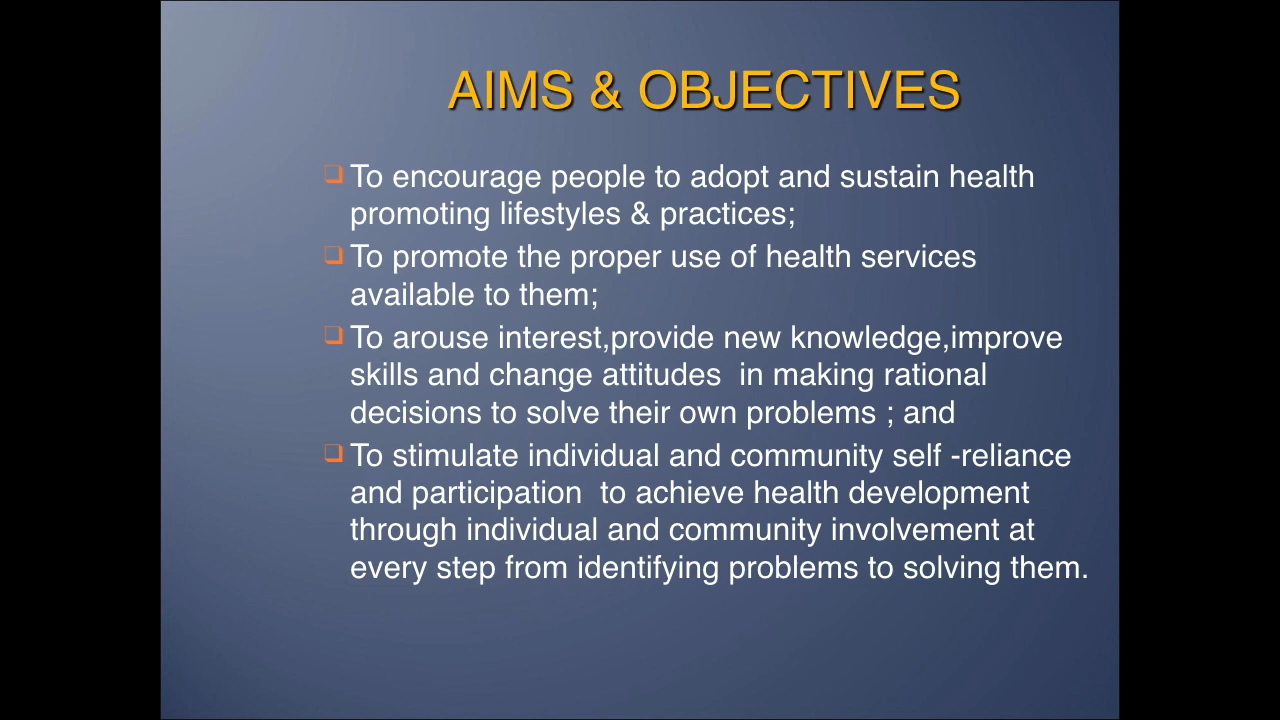 AIMS & OBJECTIVES
❑ To encourage people to adopt and sustain health
promoting lifestyles & practices;
❑ To promote the proper use of health services
available to them;
❑ To arouse interest,provide new knowledge,improve
skills and change attitudes  in making rational
decisions to solve their own problems ; and
❑ To stimulate individual and community self -reliance
and participation  to achieve health development
through individual and community involvement at
every step from identifying problems to solving them.